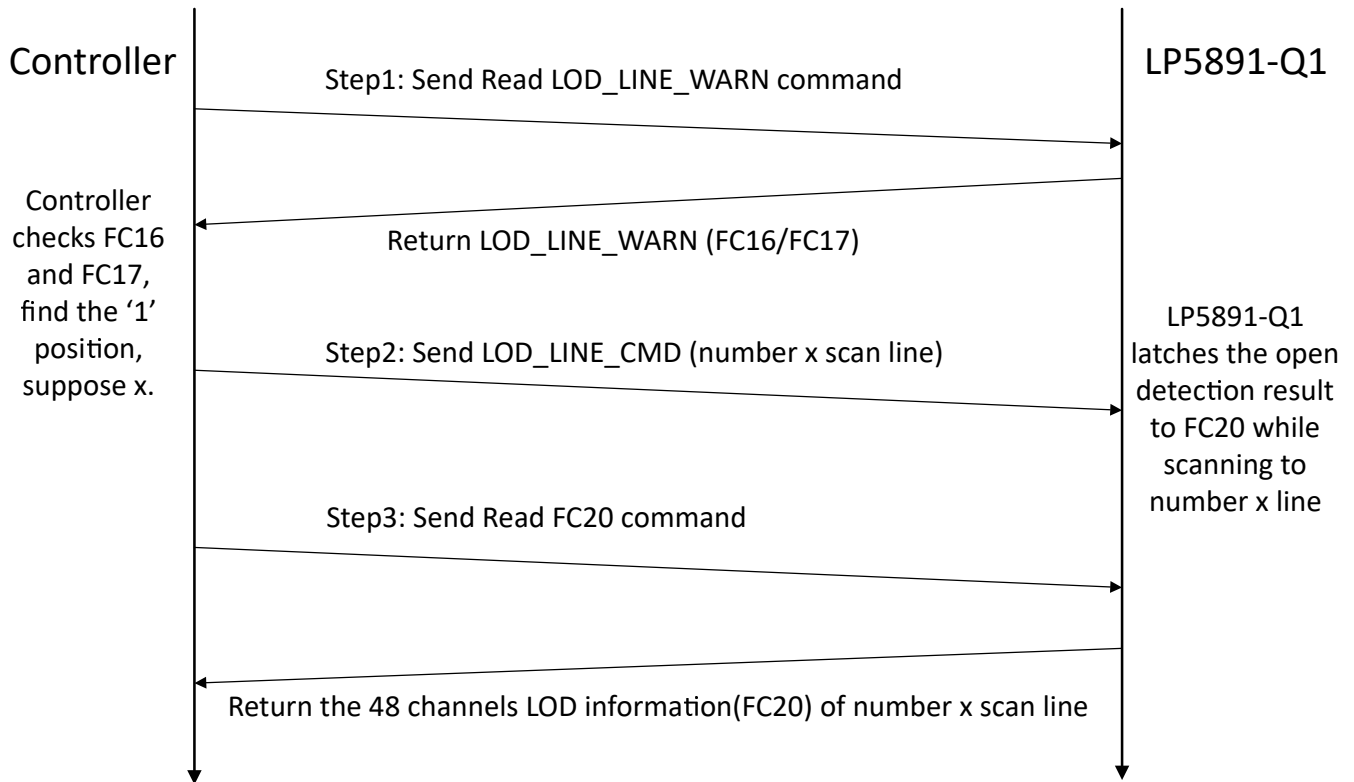 Controller
LP5891-Q1
Step1: Send Read LOD_LINE_WARN command
Controller
checks FC16
and FC17,
find the ‘1’
position,
suppose x.
Return LOD_LINE_WARN (FC16/FC17)
Step2: Send LOD_LINE_CMD (number x scan line)
LP5891-Q1
latches the open
detection result
to FC20 while
scanning to
number x line
Step3: Send Read FC20 command
Return the 48 channels LOD information(FC20) of number x scan line